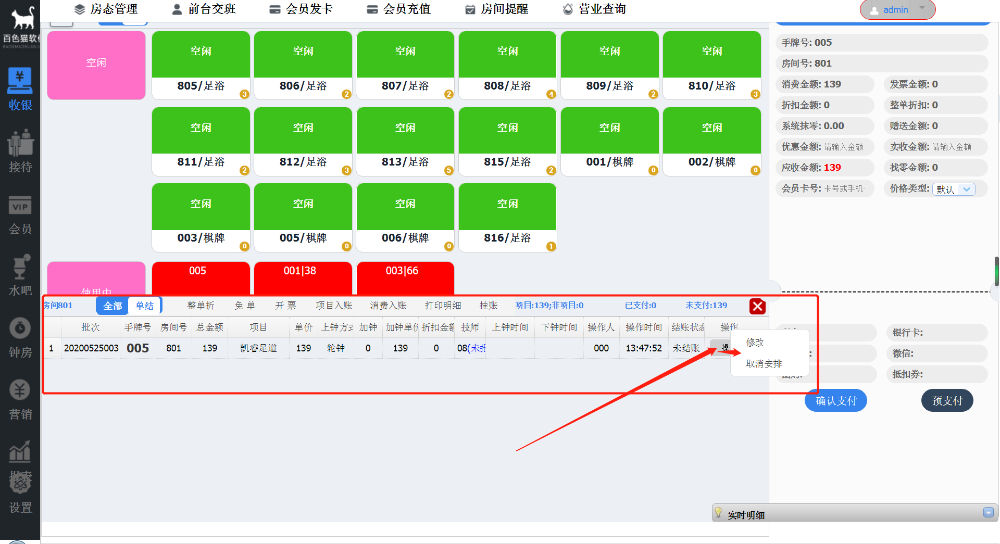 百色猫软
房态管理
前台交班
会员发卡
会员充值
房间提醒
营业查询
admin
收银
接待
VIP
会员
水吧
钟房
营销
设置
空闲
空闲
空闲
空闲
空闲
空闲
空闲
805/足浴
3
806/足浴
2
807/足浴
2
808/足浴
4
809/足浴
2
810/足浴
3
空闲
空闲
空闲
空闲
空闲
空闲
811/足浴
2
812/足浴
3
813/足浴
5
815/足浴
2
001/棋牌
0
002/棋牌
0
空闲
空闲
空闲
空闲
003/棋牌
0
005/棋牌
0
006/棋牌
0
816/足浴
1
使用中
005
001|38
003|66
房间801
全部
单结
整单折
免 单
开 票
项目入账
消费入账
打印明细
挂账
项目:139;非项目:0
已支付:0
未支付:139
批次 手牌号 房间号 总金额 项目 单价 上钟方式 加钟 加钟单价 折扣金额 技师 上钟时间 下钟时间 操作人 操作时间 结账状态 操作
1 20200525003 005 801 139 凯睿足道 139 轮钟 0 139 0 08(未报 000 13:47:52 未结账 操
修改
取消安排
手牌号: 005
房间号: 801
消费金额: 139
发票金额: 0
折扣金额: 0
整单折扣: 0
系统抹零: 0.00
赠送金额: 0
优惠金额: 请输入金额
实收金额: 请输入金额
应收金额: 139
找零金额: 0
会员卡号: 卡号或手机
价格类型: 默认
银行卡:
微信:
抵扣券:
确认支付
预支付
实时明细